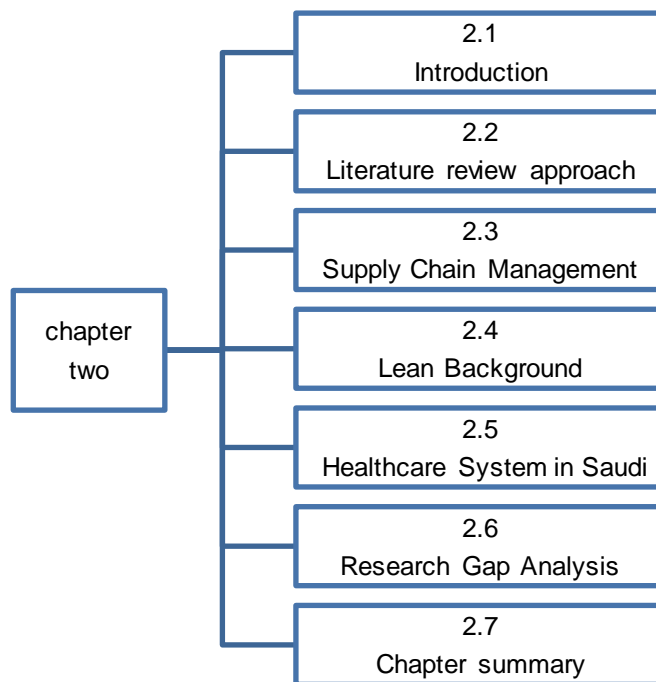 2.1
Introduction
2.2
Literature review approach
2.3
Supply Chain Management
chapter
two
2.4
Lean Background
2.5
Healthcare System in Saudi
2.6
Research Gap Analysis
2.7
Chapter summary